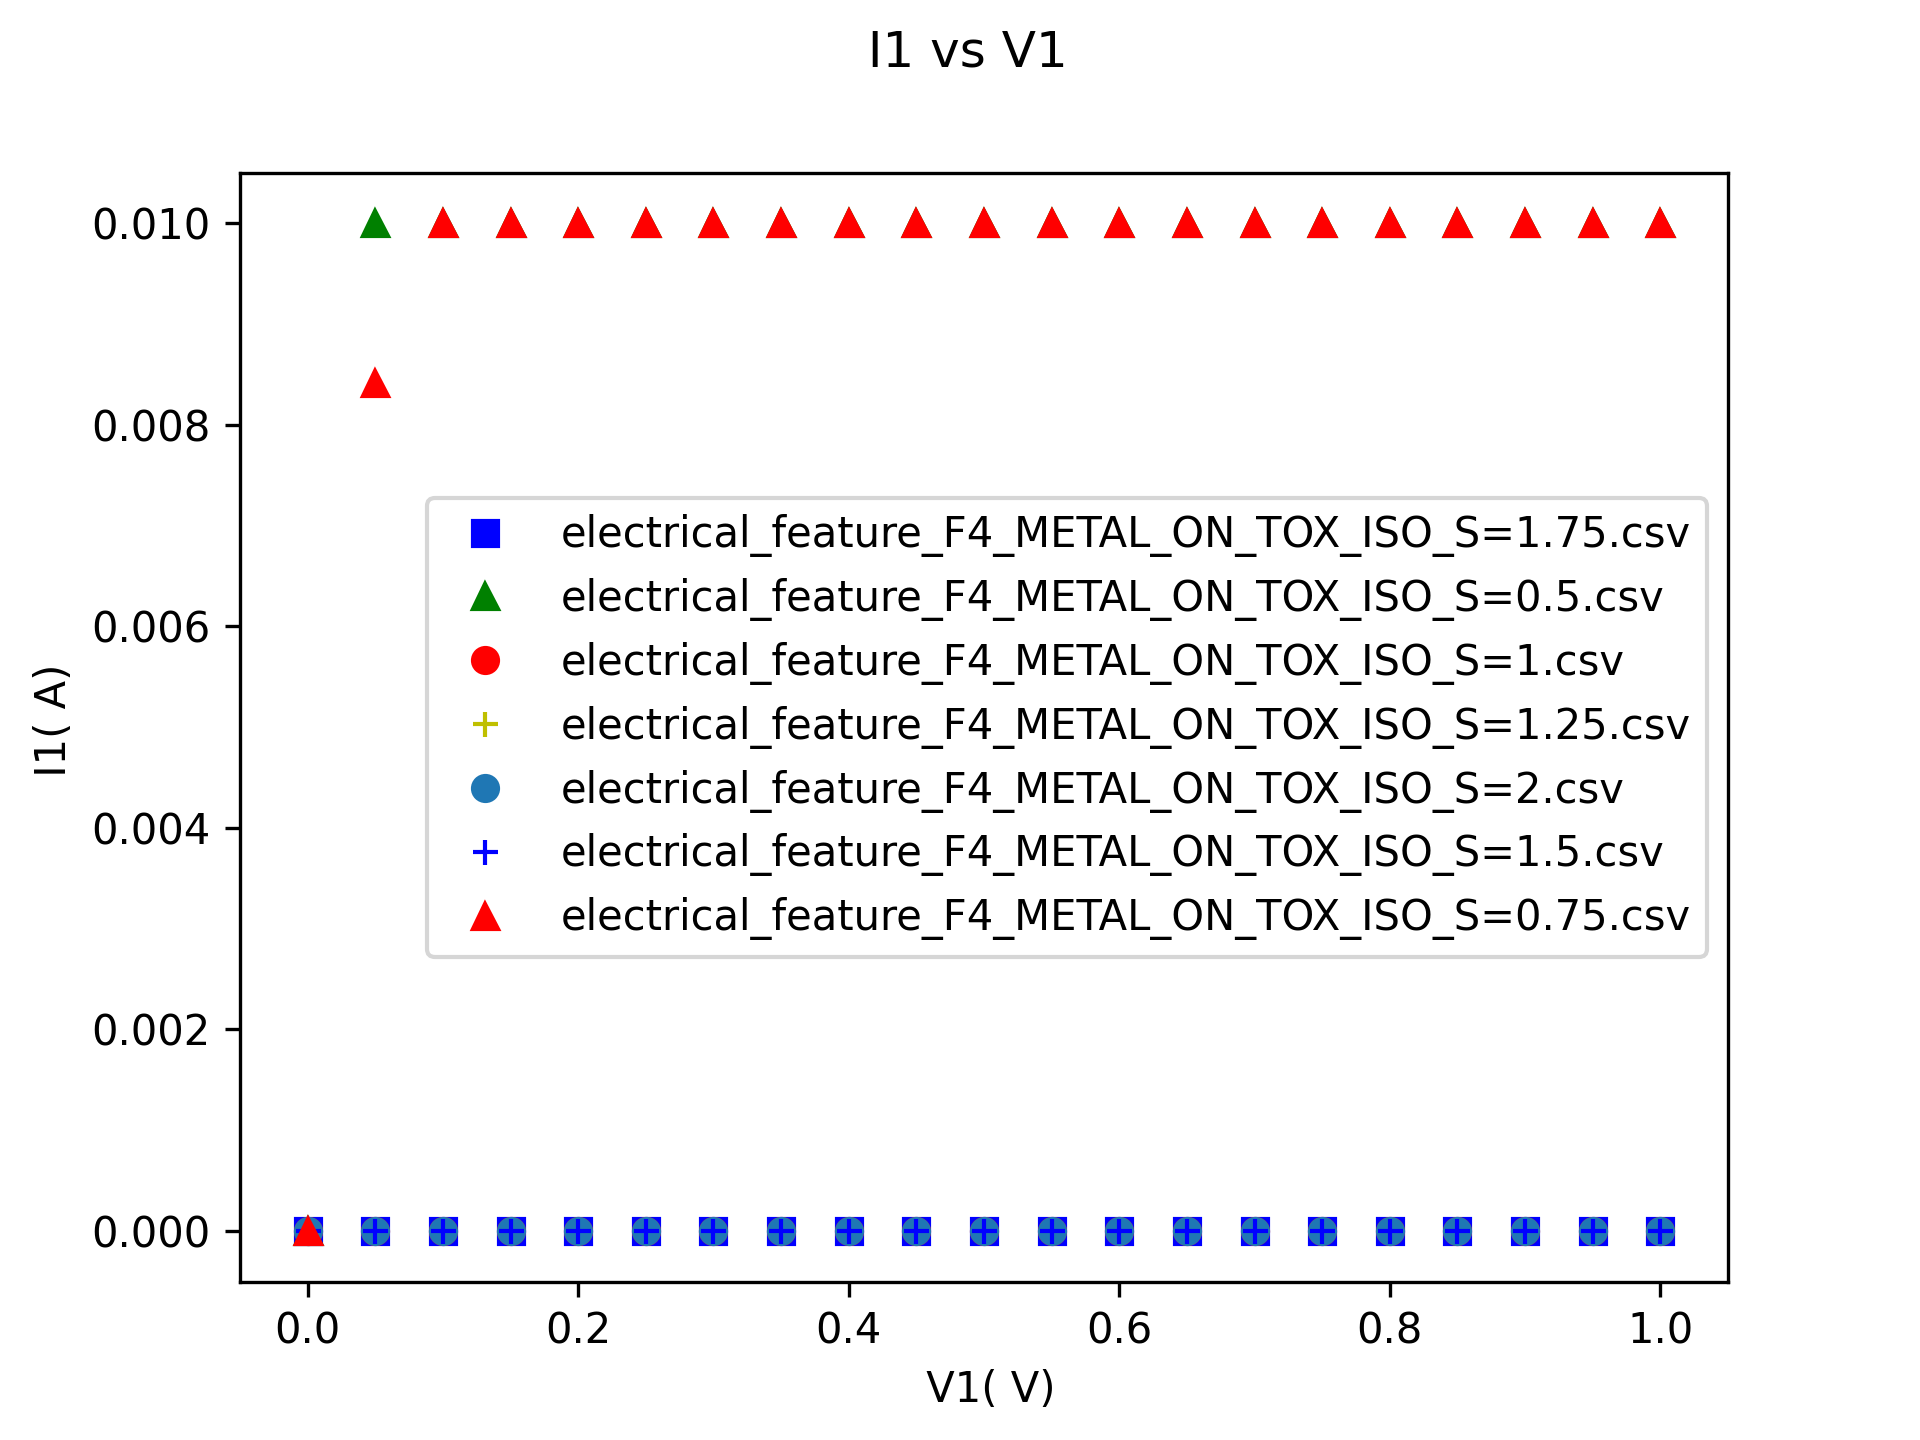 I1 vs V1
0.010
0.008
0.006
0.004
0.002
0.000
I1( A)
electrical_feature_F4_METAL_ON_TOX_ISO_S=1.75.csv
electrical_feature_F4_METAL_ON_TOX_ISO_S=0.5.csv
electrical_feature_F4_METAL_ON_TOX_ISO_S=1.csv
electrical_feature_F4_METAL_ON_TOX_ISO_S=1.25.csv
electrical_feature_F4_METAL_ON_TOX_ISO_S=2.csv
electrical_feature_F4_METAL_ON_TOX_ISO_S=1.5.csv
electrical_feature_F4_METAL_ON_TOX_ISO_S=0.75.csv
0.0 0.2 0.4 0.6 0.8 1.0
V1( V)